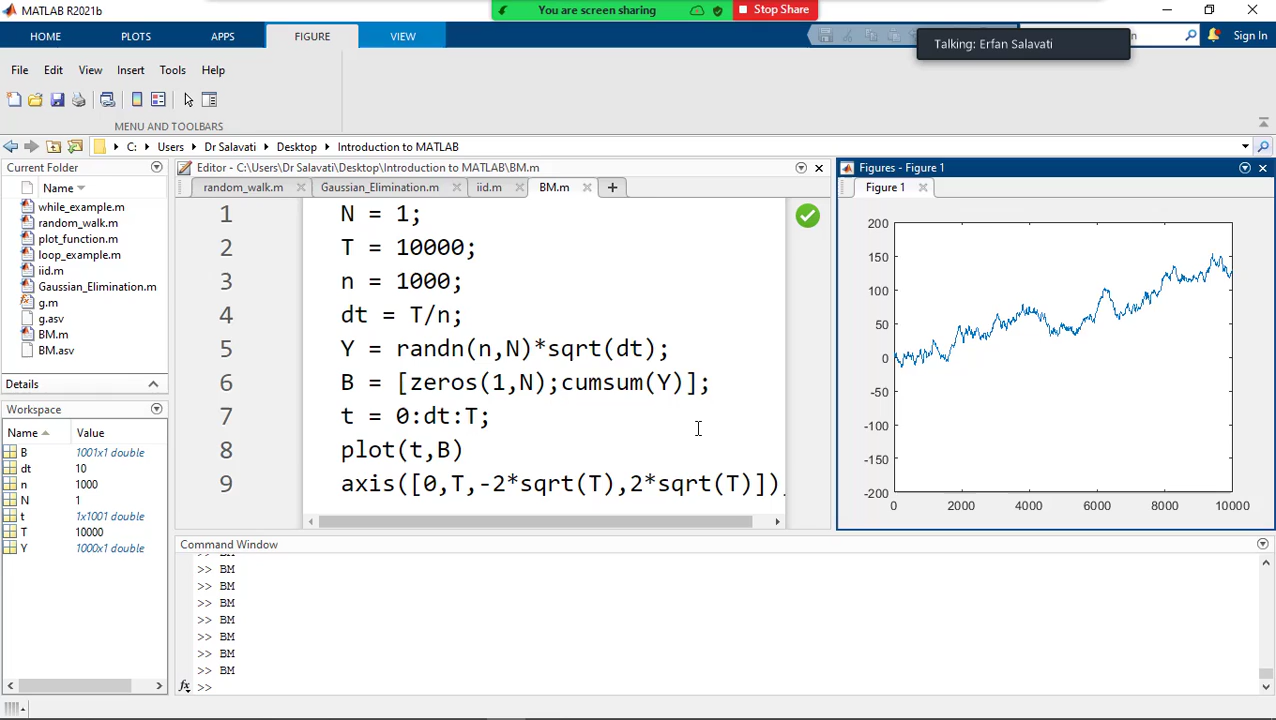 MATLAB R2021b
You are screen sharing
Stop Share
HOME
PLOTS
APPS
FIGURE
VIEW
Talking: Erfan Salavati
Sign In
File Edit View Insert Tools Help
MENU AND TOOLBARS
C: Users Dr Salavati Desktop Introduction to MATLAB
Current Folder
Name
while_example.m
random_walk.m
plot_function.m
loop_example.m
iid.m
Gaussian_Elimination.m
g.m
g.asv
BM.m
BM.asv
Details
Workspace
Name Value
B 1001x1 double
dt 10
n 1000
N 1
t 1x1001 double
T 10000
Y 1000x1 double
Editor - C:\Users\Dr Salavati\Desktop\Introduction to MATLAB\BM.m
random_walk.m Gaussian_Elimination.m iid.m BM.m
1 N = 1;
2 T = 10000;
3 n = 1000;
4 dt = T/n;
5 Y = randn(n,N)*sqrt(dt);
6 B = [zeros(1,N);cumsum(Y)];
7 t = 0:dt:T;
8 plot(t,B)
9 axis([0,T,-2*sqrt(T),2*sqrt(T)])
Figures - Figure 1
Figure 1
200
150
100
50
0
-50
-100
-150
-200
0 2000 4000 6000 8000 10000
Command Window
>> BM
>> BM
>> BM
>> BM
>> BM
>> BM
>> BM
fx >>